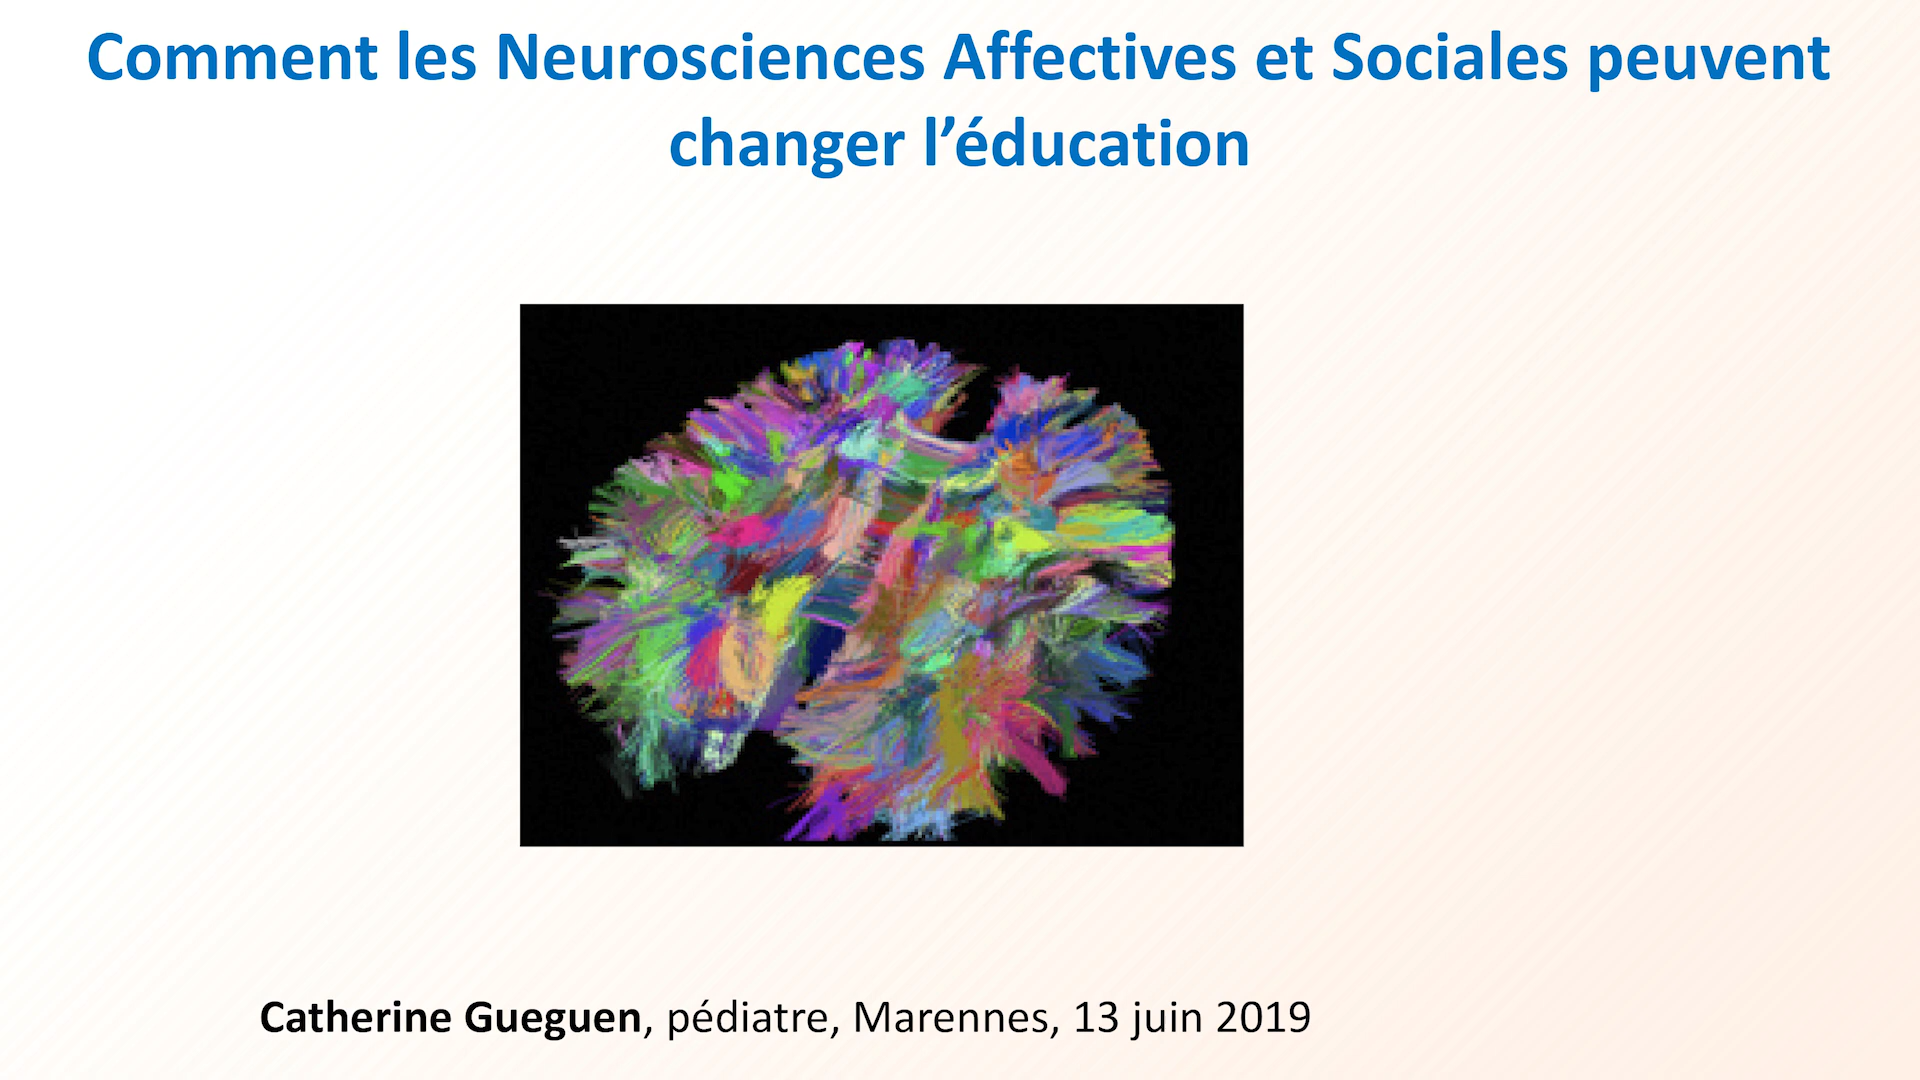 Comment les Neurosciences Affectives et Sociales peuvent
changer l’éducation
Catherine Gueguen, pédiatre, Marennes, 13 juin 2019